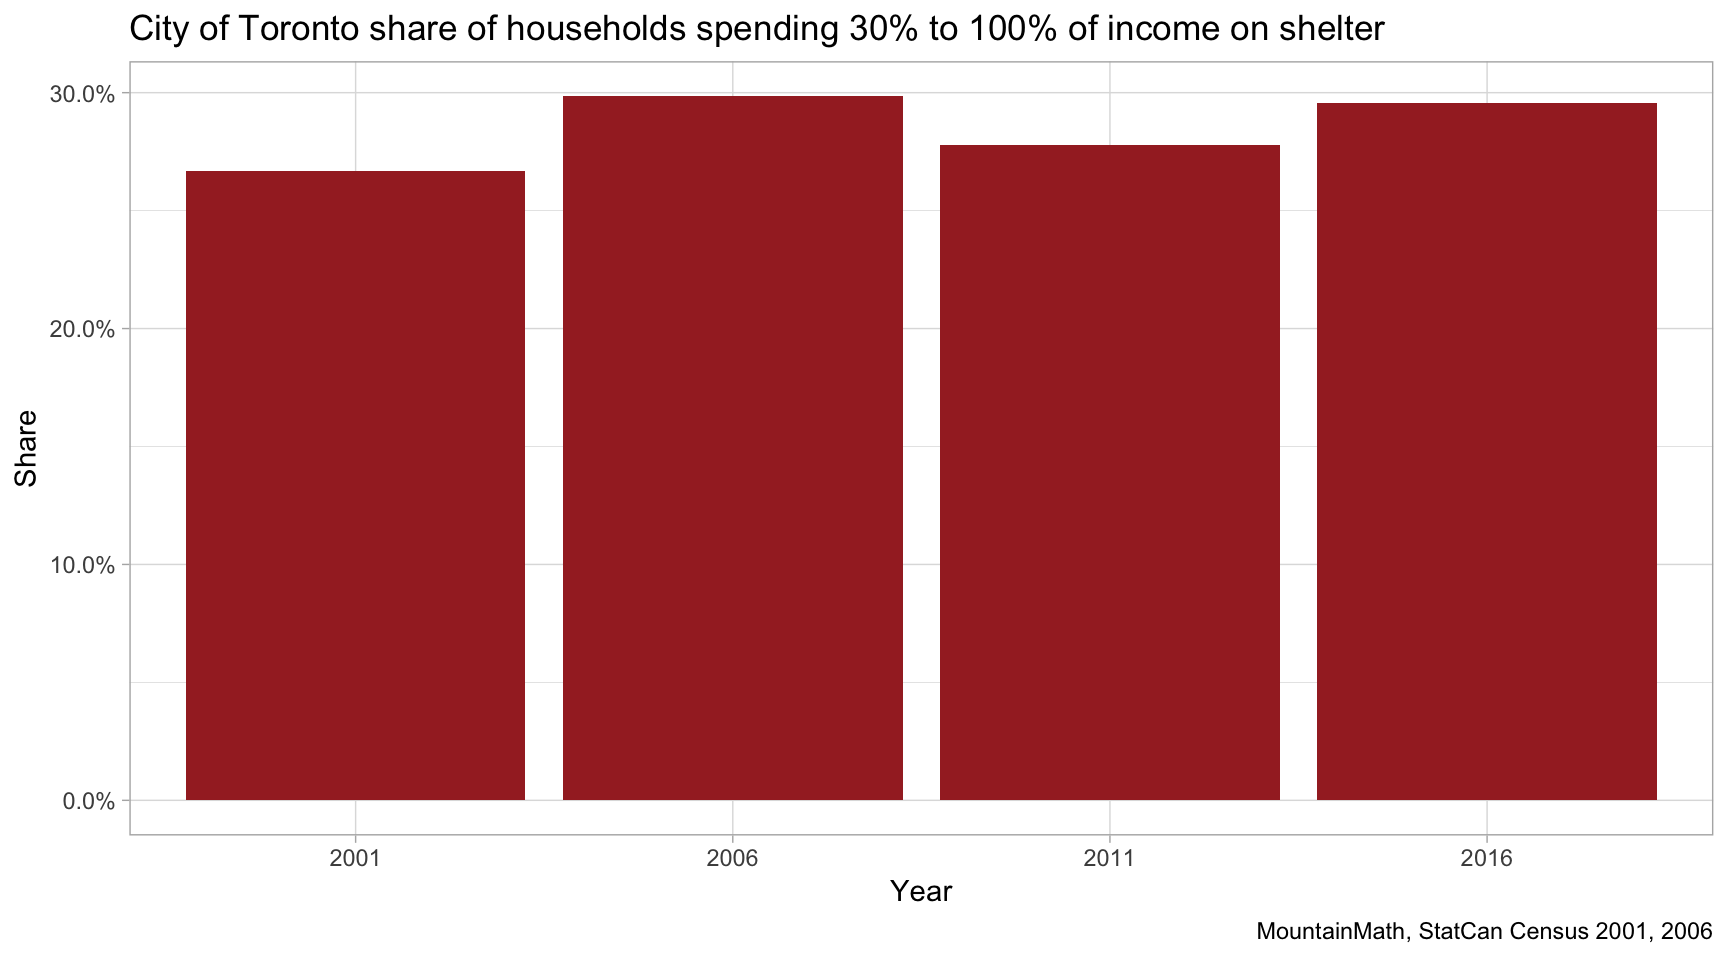 City of Toronto share of households spending 30% to 100% of income on shelter
30.0%
20.0%
10.0%
0.0%
Share
2001 2006 2011 2016
Year
MountainMath, StatCan Census 2001, 2006